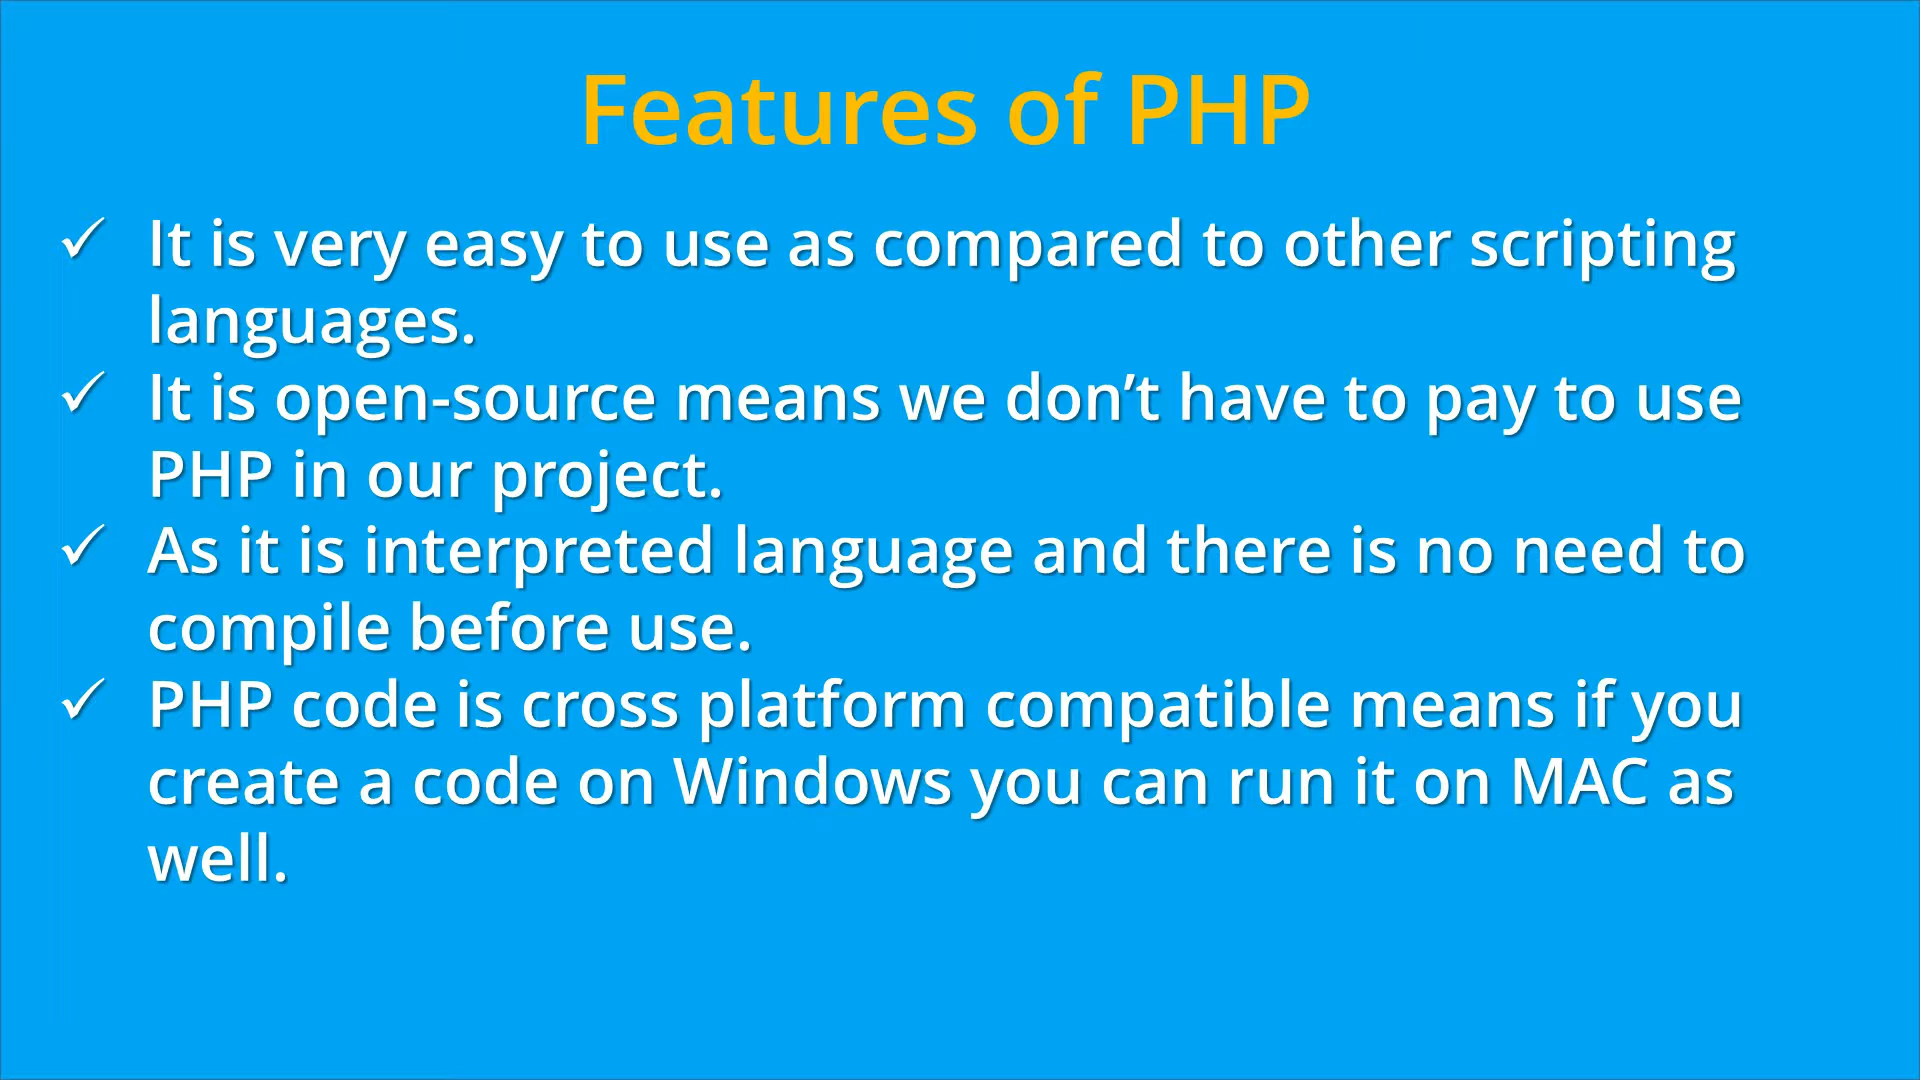 Features of PHP
✓ It is very easy to use as compared to other scripting
languages.
✓ It is open-source means we don’t have to pay to use
PHP in our project.
✓ As it is interpreted language and there is no need to
compile before use.
✓ PHP code is cross platform compatible means if you
create a code on Windows you can run it on MAC as
well.